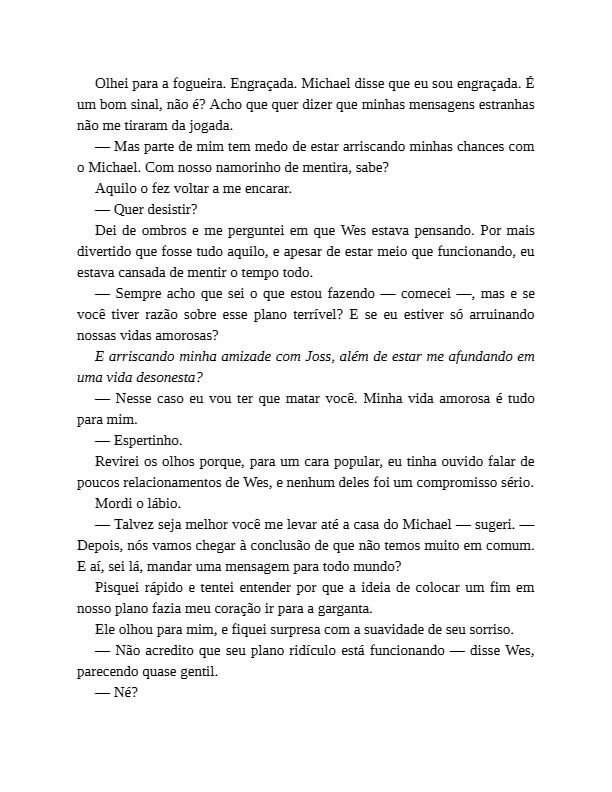 Olhei para a fogueira. Engraçada. Michael disse que eu sou engraçada. É
um bom sinal, não é? Acho que quer dizer que minhas mensagens estranhas
não me tiraram da jogada.
— Mas parte de mim tem medo de estar arriscando minhas chances com
o Michael. Com nosso namorinho de mentira, sabe?
Aquilo o fez voltar a me encarar.
— Quer desistir?
Dei de ombros e me perguntei em que Wes estava pensando. Por mais
divertido que fosse tudo aquilo, e apesar de estar meio que funcionando, eu
estava cansada de mentir o tempo todo.
— Sempre acho que sei o que estou fazendo — comecei —, mas e se
você tiver razão sobre esse plano terrível? E se eu estiver só arruinando
nossas vidas amorosas?
E arriscando minha amizade com Joss, além de estar me afundando em
uma vida desonesta?
— Nesse caso eu vou ter que matar você. Minha vida amorosa é tudo
para mim.
— Espertinho.
Revirei os olhos porque, para um cara popular, eu tinha ouvido falar de
poucos relacionamentos de Wes, e nenhum deles foi um compromisso sério.
Mordi o lábio.
— Talvez seja melhor você me levar até a casa do Michael — sugeri. —
Depois, nós vamos chegar à conclusão de que não temos muito em comum.
E aí, sei lá, mandar uma mensagem para todo mundo?
Pisquei rápido e tentei entender por que a ideia de colocar um fim em
nosso plano fazia meu coração ir para a garganta.
Ele olhou para mim, e fiquei surpresa com a suavidade de seu sorriso.
— Não acredito que seu plano ridículo está funcionando — disse Wes,
parecendo quase gentil.
— Né?